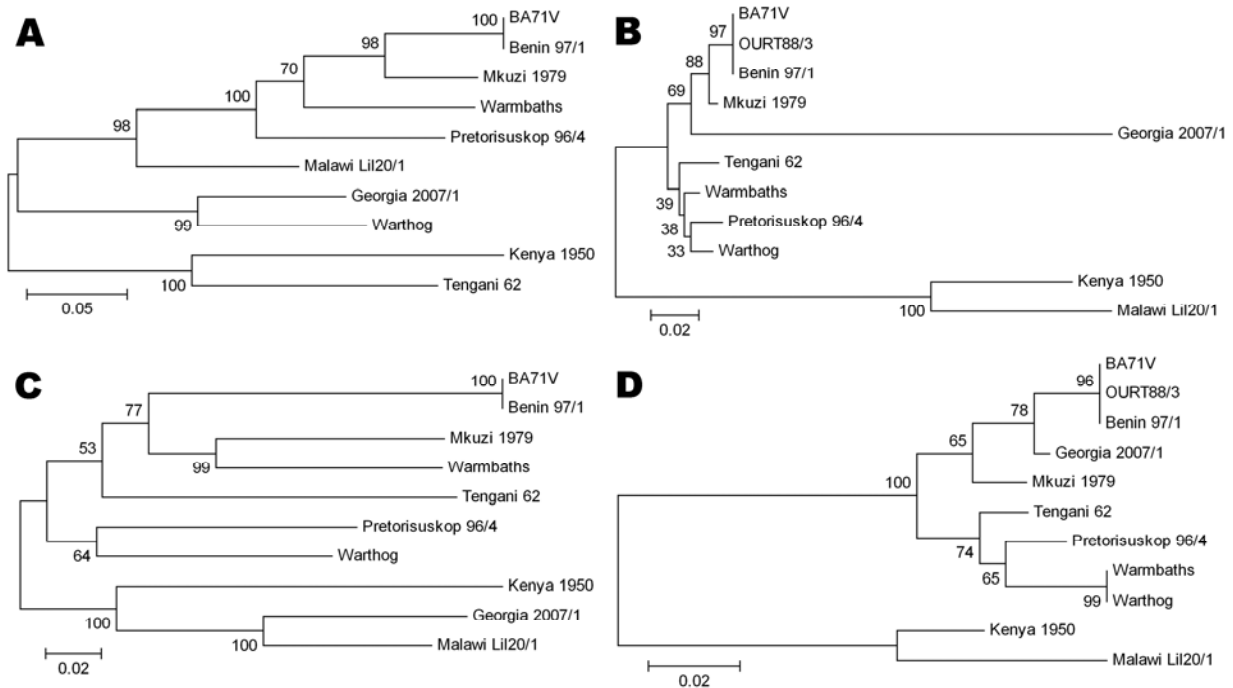 A
100
BA71V
Benin 97/1
98
Mkuzi 1979
70
Warmbaths
100
Pretorisuskop 96/4
98
Malawi Lil20/1
Georgia 2007/1
99
Warthog
Kenya 1950
100
Tengani 62
0.05
B
BA71V
97
OURT88/3
Benin 97/1
88
Mkuzi 1979
69
Georgia 2007/1
Tengani 62
Warmbaths
39
Pretorisuskop 96/4
38
Warthog
33
Kenya 1950
100
Malawi Lil20/1
0.02
C
100
BA71V
Benin 97/1
77
Mkuzi 1979
99
Warmbaths
53
Tengani 62
Pretorisuskop 96/4
64
Warthog
Kenya 1950
100
Georgia 2007/1
100
Malawi Lil20/1
0.02
D
BA71V
96
OURT88/3
Benin 97/1
78
Georgia 2007/1
65
Mkuzi 1979
100
Tengani 62
74
Pretorisuskop 96/4
65
Warmbaths
99
Warthog
Kenya 1950
Malawi Lil20/1
0.02